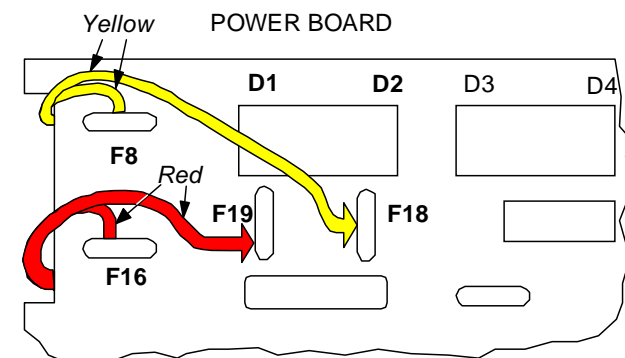 Yellow POWER BOARD
D1 D2 D3 D4
F8
Red
F19 F18
F16